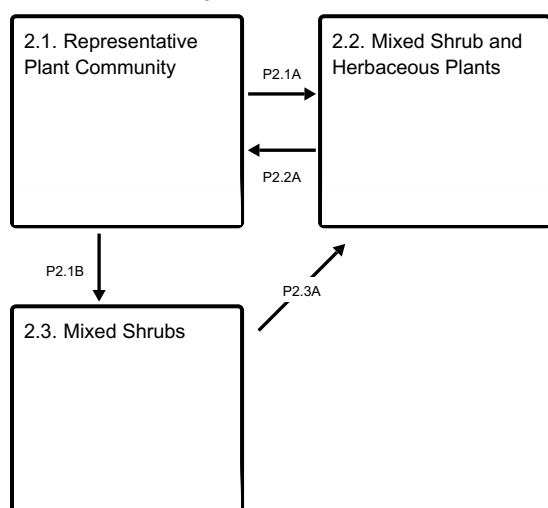 2.1. Representative
Plant Community
2.2. Mixed Shrub and
Herbaceous Plants
P2.1A
P2.2A
P2.1B
P2.3A
2.3. Mixed Shrubs